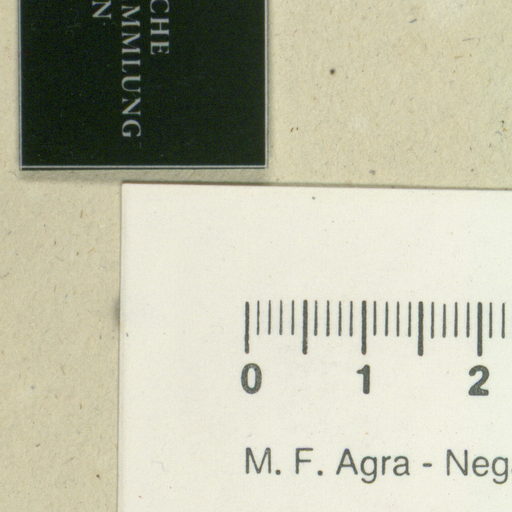 CHE
MMLUNG
N
0 1 2
M. F. Agra - Neg